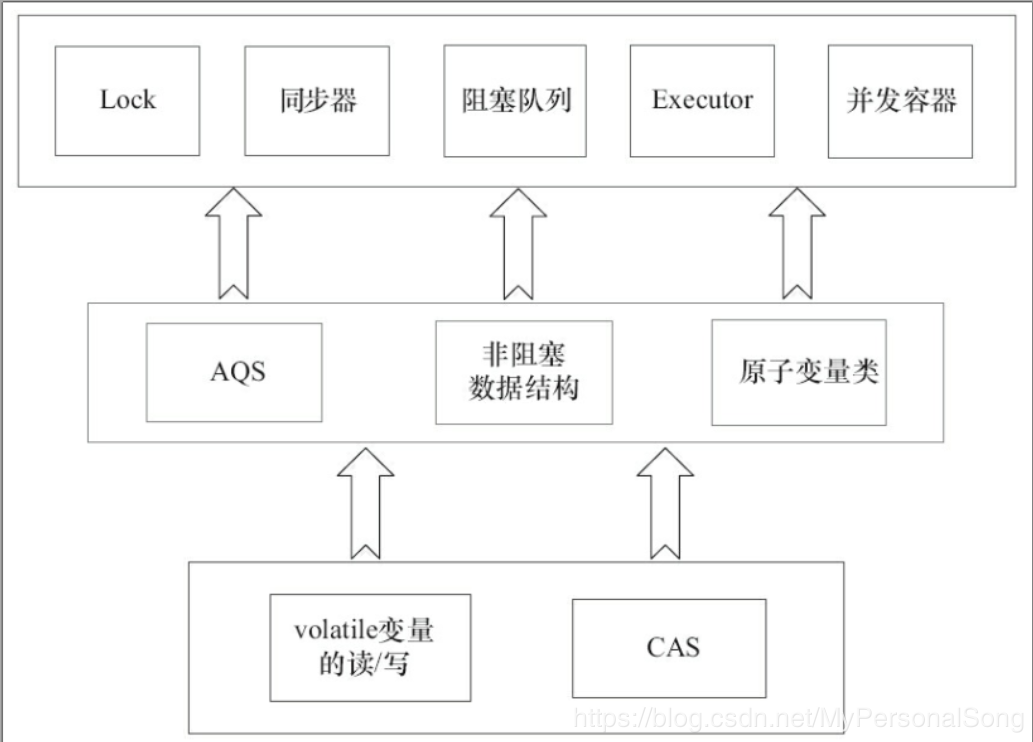 Lock
同步器
阻塞队列
Executor
并发容器
AQS
非阻塞
数据结构
原子变量类
volatile变量
的读/写
CAS
https://blog.csdn.net/MyPersonalSong